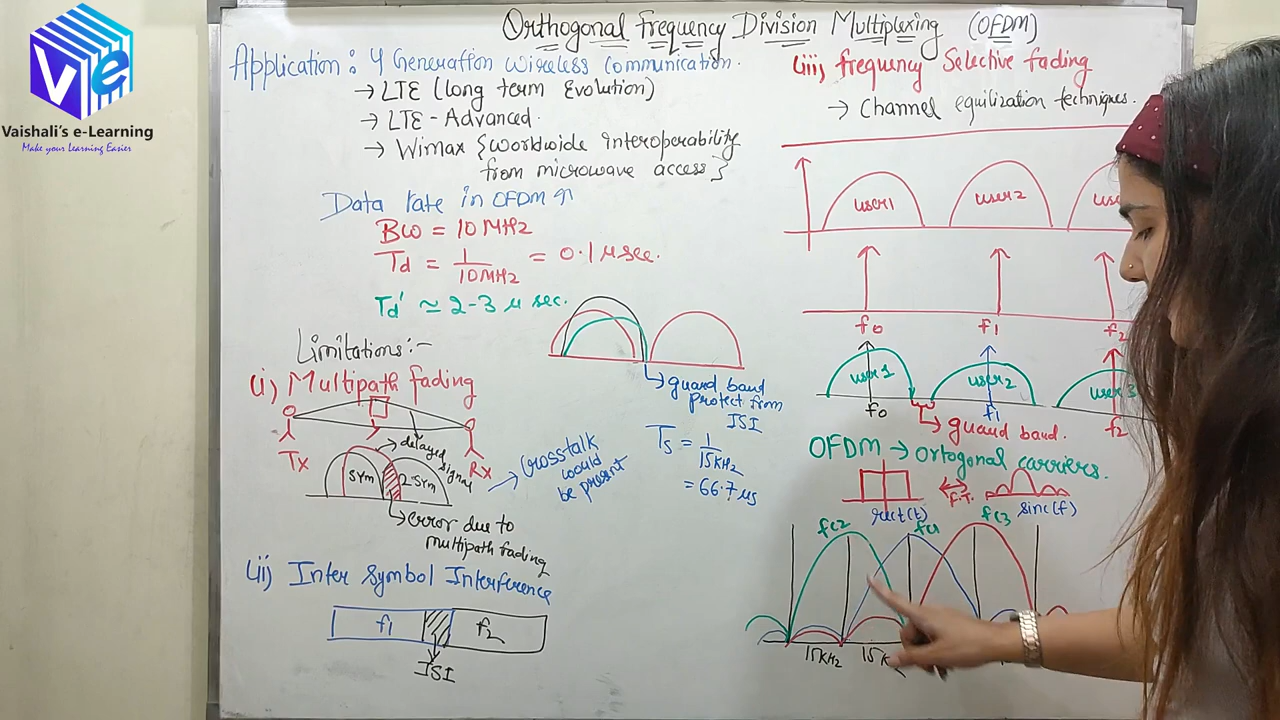 Orthogonal Frequency Division Multiplexing (OFDM)
Ve
Vaishali's e-Learning
Make your Learning Easier
Application: 4 Generation Wireless Communication.
→ LTE (Long term Evolution)
→ LTE-Advanced.
→ Wimax {Worldwide interoperability
from microwave access}
Data rate in OFDM ↑↑
BW = 10 MHz
Td = 1/10MHz = 0.1 μsec.
Td' ≃ 2-3 μ sec.
guard band
protect from
ISI
Ts = 1/15KHz
= 66.7 μs
Limitations:-
(i) Multipath fading
Tx
Rx
delayed
signal
Sym
2-Sym
error due to
multipath fading
Crosstalk
would
be present
(ii) Inter Symbol Interference
f1
f2
ISI
(iii) frequency Selective fading
→ Channel equilization techniques.
user1
user2
f0
f1
f2
user 1
user 2
user 3
f0
f1
f2
guard band.
OFDM → ortogonal carriers.
F.T.
rect(t)
sinc(f)
fc2
fc1
fc3
15KHz
15K